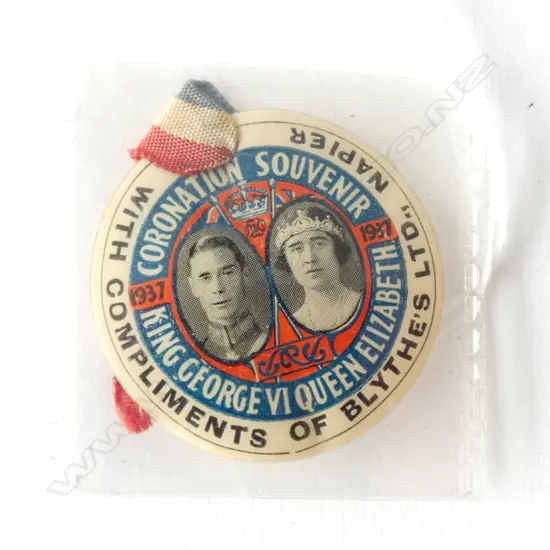 CORONATION SOUVENIR
1937 1937
KING GEORGE VI QUEEN ELIZABETH
WITH COMPLIMENTS OF BLYTHE'S LTD., NAPIER